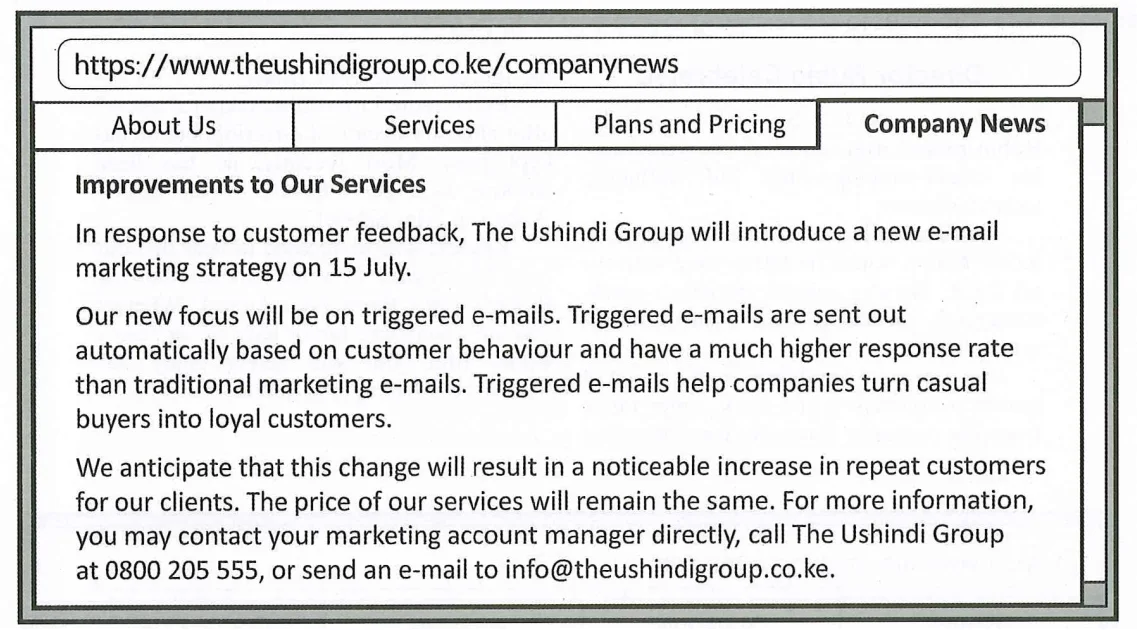 https://www.theushindigroup.co.ke/companynews
About Us
Services
Plans and Pricing
Company News
Improvements to Our Services
In response to customer feedback, The Ushindi Group will introduce a new e-mail
marketing strategy on 15 July.
Our new focus will be on triggered e-mails. Triggered e-mails are sent out
automatically based on customer behaviour and have a much higher response rate
than traditional marketing e-mails. Triggered e-mails help companies turn casual
buyers into loyal customers.
We anticipate that this change will result in a noticeable increase in repeat customers
for our clients. The price of our services will remain the same. For more information,
you may contact your marketing account manager directly, call The Ushindi Group
at 0800 205 555, or send an e-mail to info@theushindigroup.co.ke.